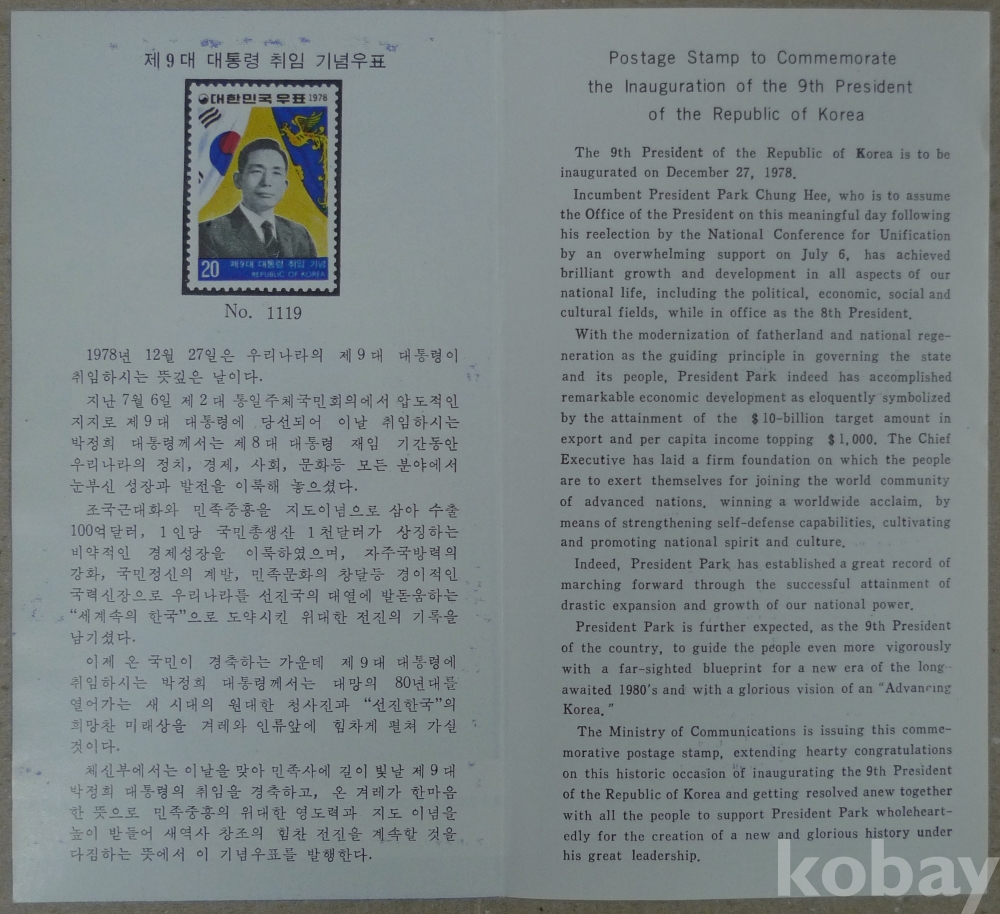 제9대 대통령 취임 기념우표
대한민국우표 1978
20 제9대 대통령 취임 기념
REPUBLIC OF KOREA
No. 1119
1978년 12월 27일은 우리나라의 제9대 대통령이
취임하시는 뜻깊은 날이다.
지난 7월 6일 제2대 통일주체국민회의에서 압도적인
지지로 제9대 대통령에 당선되어 이날 취임하시는
박정희 대통령께서는 제8대 대통령 재임 기간동안
우리나라의 정치, 경제, 사회, 문화등 모든 분야에서
눈부신 성장과 발전을 이룩해 놓으셨다.
조국근대화와 민족중흥을 지도이념으로 삼아 수출
100억달러, 1인당 국민총생산 1천달러가 상징하는
비약적인 경제성장을 이룩하였으며, 자주국방력의
강화, 국민정신의 계발, 민족문화의 창달등 경이적인
국력신장으로 우리나라를 선진국의 대열에 발돋움하는
“세계속의 한국”으로 도약시킨 위대한 전진의 기록을
남기셨다.
이제 온 국민이 경축하는 가운데 제9대 대통령에
취임하시는 박정희 대통령께서는 대망의 80년대를
열어가는 새 시대의 원대한 청사진과 “선진한국”의
희망찬 미래상을 겨레와 인류앞에 힘차게 펼쳐 가실
것이다.
체신부에서는 이날을 맞아 민족사에 길이 빛날 제9대
박정희 대통령의 취임을 경축하고, 온 겨레가 한마음
한 뜻으로 민족중흥의 위대한 영도력과 지도 이념을
높이 받들어 새역사 창조의 힘찬 전진을 계속할 것을
다짐하는 뜻에서 이 기념우표를 발행한다.
Postage Stamp to Commemorate
the Inauguration of the 9th President
of the Republic of Korea
The 9th President of the Republic of Korea is to be
inaugurated on December 27, 1978.
Incumbent President Park Chung Hee, who is to assume
the Office of the President on this meaningful day following
his reelection by the National Conference for Unification
by an overwhelming support on July 6, has achieved
brilliant growth and development in all aspects of our
national life, including the political, economic, social and
cultural fields, while in office as the 8th President.
With the modernization of fatherland and national rege-
neration as the guiding principle in governing the state
and its people, President Park indeed has accomplished
remarkable economic development as eloquently symbolized
by the attainment of the $10-billion target amount in
export and per capita income topping $1,000. The Chief
Executive has laid a firm foundation on which the people
are to exert themselves for joining the world community
of advanced nations, winning a worldwide acclaim, by
means of strengthening self-defense capabilities, cultivating
and promoting national spirit and culture.
Indeed, President Park has established a great record of
marching forward through the successful attainment of
drastic expansion and growth of our national power.
President Park is further expected, as the 9th President
of the country, to guide the people even more vigorously
with a far-sighted blueprint for a new era of the long-
awaited 1980's and with a glorious vision of an "Advancing
Korea."
The Ministry of Communications is issuing this comme-
morative postage stamp, extending hearty congratulations
on this historic occasion of inaugurating the 9th President
of the Republic of Korea and getting resolved anew together
with all the people to support President Park wholeheart-
edly for the creation of a new and glorious history under
his great leadership.
kobay